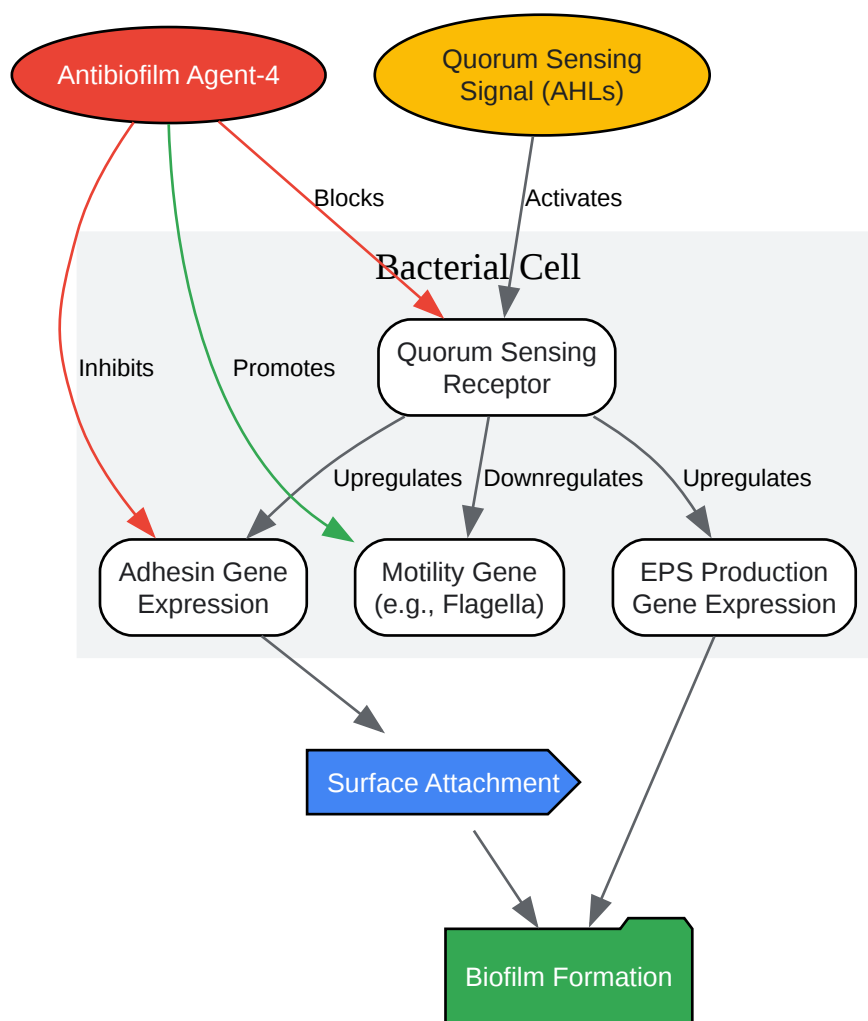 Antibiofilm Agent-4
Quorum Sensing
Signal (AHLs)
Blocks
Activates
Bacterial Cell
Quorum Sensing
Receptor
Inhibits
Promotes
Upregulates
Downregulates
Upregulates
Adhesin Gene
Expression
Motility Gene
(e.g., Flagella)
EPS Production
Gene Expression
Surface Attachment
Biofilm Formation